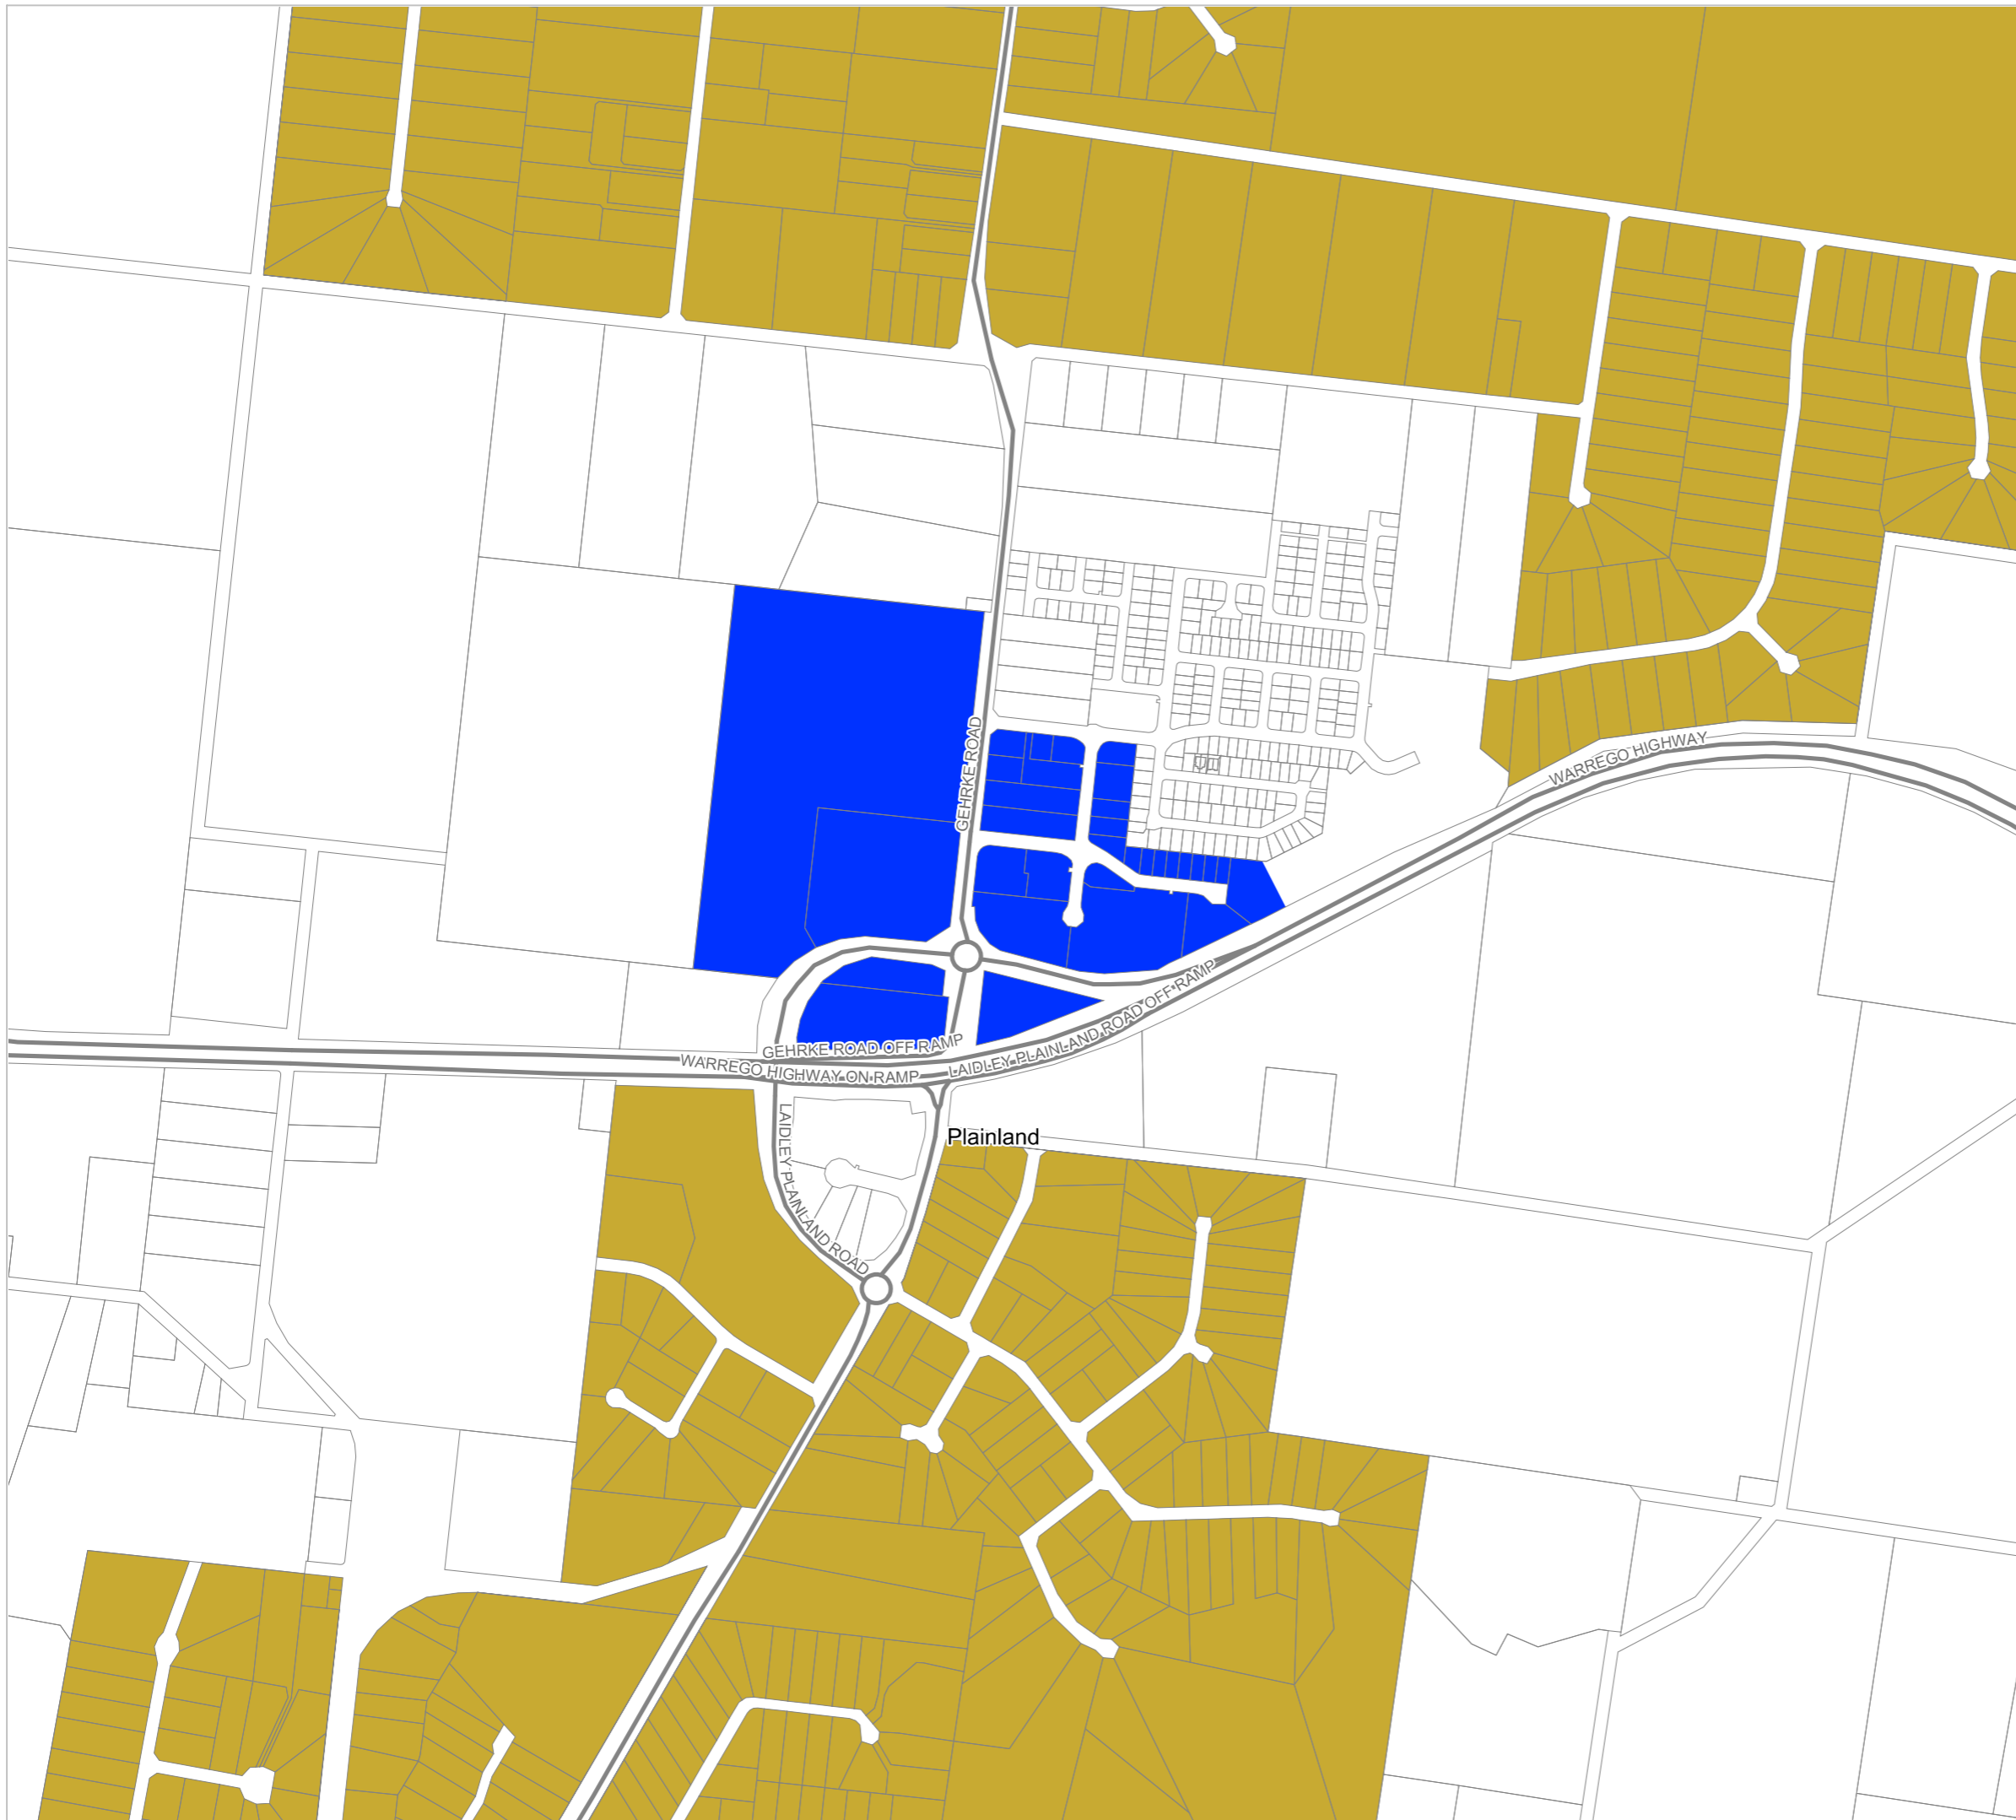 GEHRKE ROAD
WARREGO HIGHWAY
LAIDLEY PLAINLAND ROAD OFF RAMP
GEHRKE ROAD OFF RAMP
WARREGO HIGHWAY ON RAMP
LAIDLEY PLAINLAND ROAD
Plainland